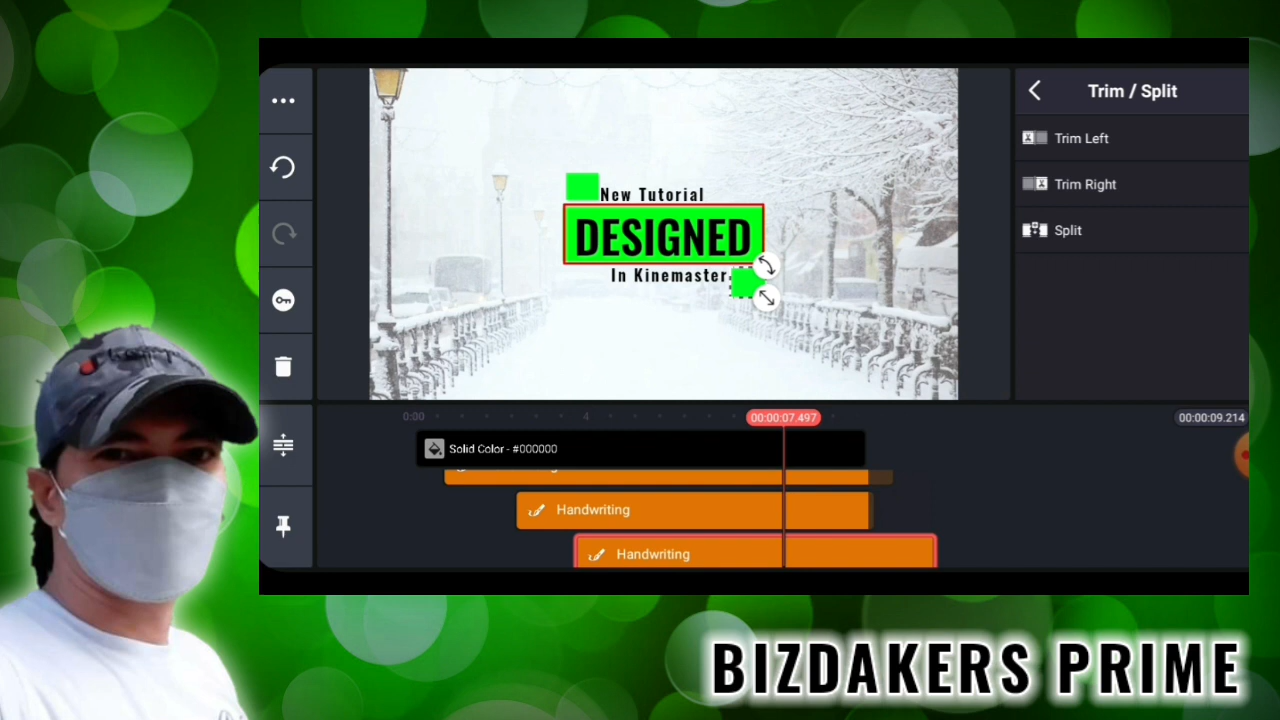 Trim / Split
Trim Left
Trim Right
Split
New Tutorial
DESIGNED
In Kinemaster
0:00
4
00:00:07.497
00:00:09.214
Solid Color - #000000
Handwriting
Handwriting
BIZDAKERS PRIME